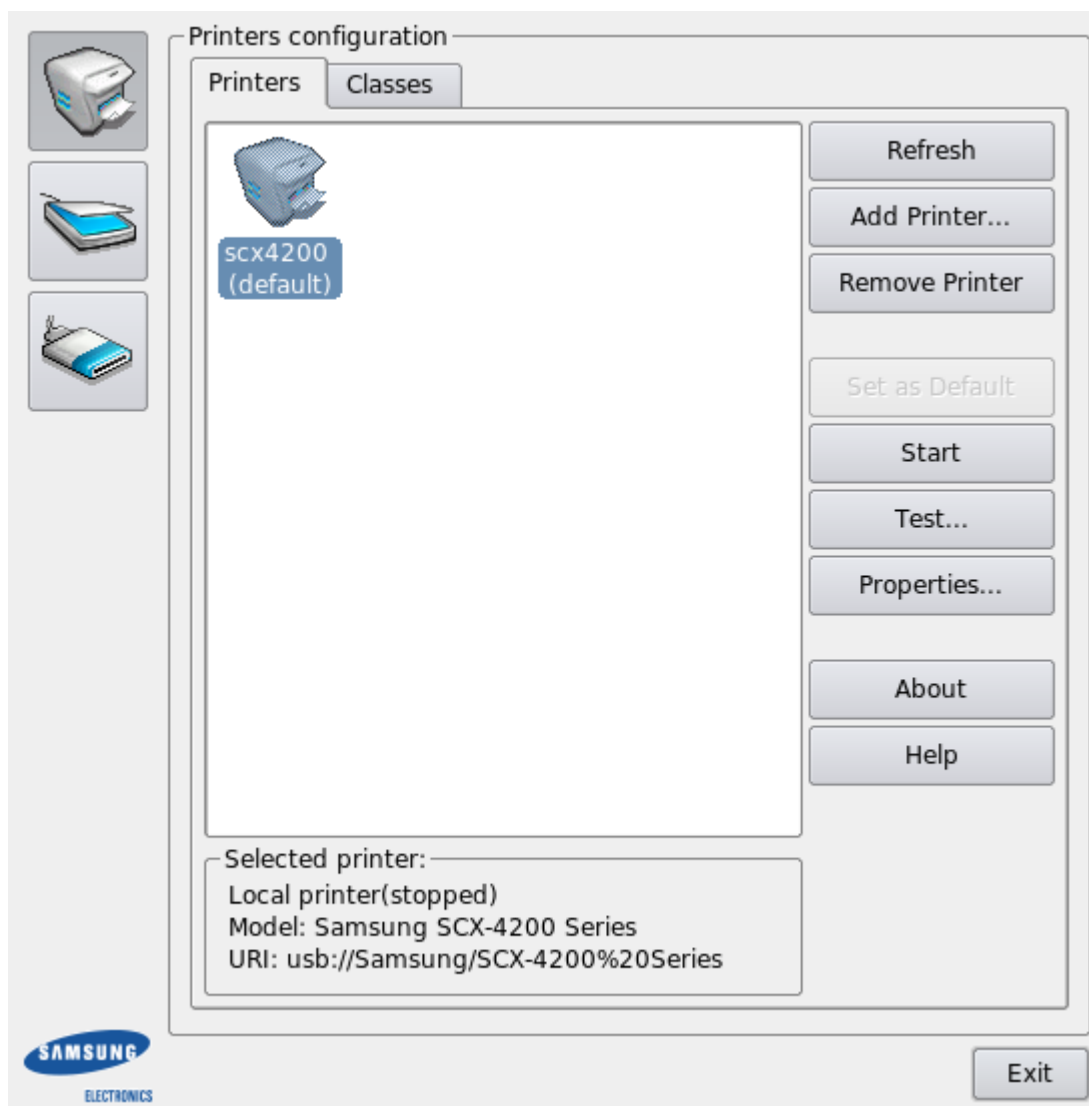 Printers configuration
Printers
Classes
scx4200
(default)
Refresh
Add Printer...
Remove Printer
Set as Default
Start
Test...
Properties...
About
Help
Selected printer:
Local printer(stopped)
Model: Samsung SCX-4200 Series
URI: usb://Samsung/SCX-4200%20Series
SAMSUNG
ELECTRONICS
Exit